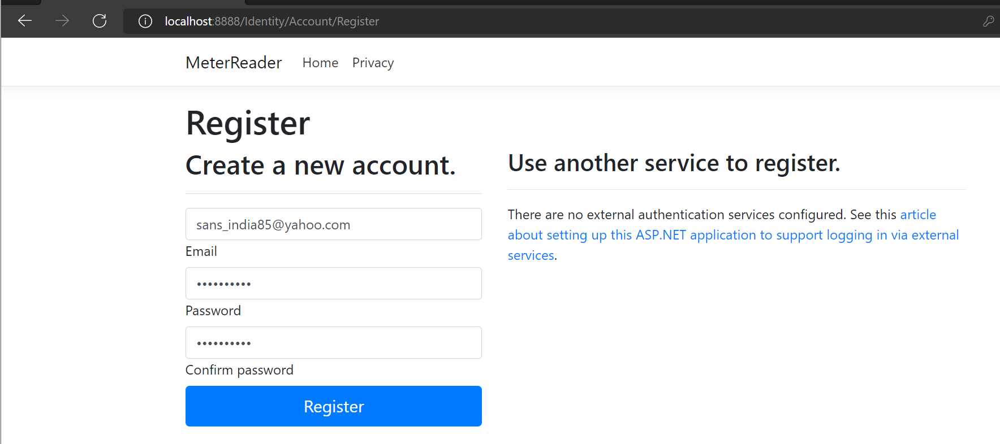 localhost:8888/Identity/Account/Register
MeterReader Home Privacy
Register
Create a new account.
sans_india85@yahoo.com
Email
••••••••••
Password
••••••••••
Confirm password
Register
Use another service to register.
There are no external authentication services configured. See this article
about setting up this ASP.NET application to support logging in via external
services.